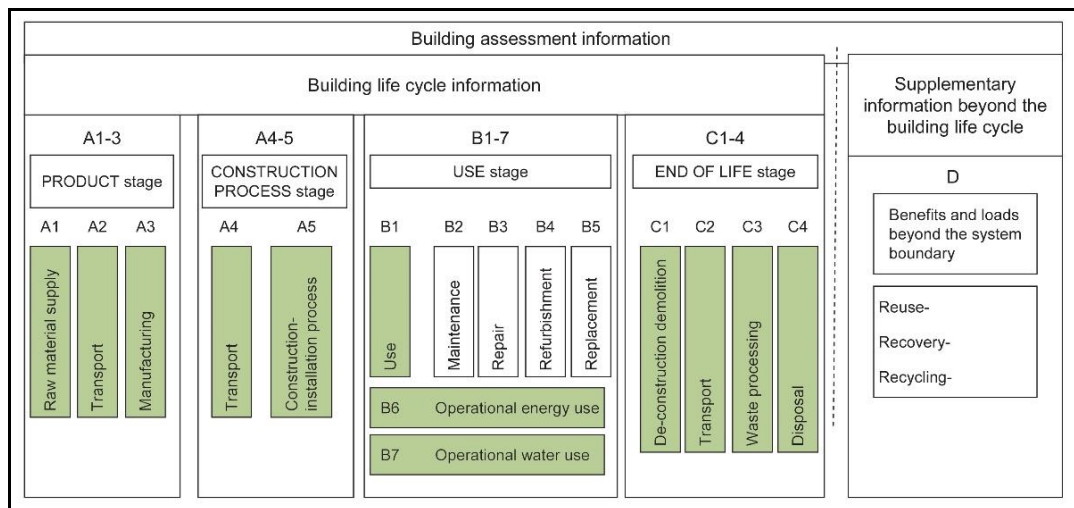 Building assessment information
Building life cycle information
Supplementary
information beyond the
building life cycle
A1-3
PRODUCT stage
A1
A2
A3
Raw material supply
Transport
Manufacturing
A4-5
CONSTRUCTION
PROCESS stage
A4
A5
Transport
Construction-
installation process
B1-7
USE stage
B1
B2
B3
B4
B5
Use
Maintenance
Repair
Refurbishment
Replacement
B6 Operational energy use
B7 Operational water use
C1-4
END OF LIFE stage
C1
C2
C3
C4
De-construction demolition
Transport
Waste processing
Disposal
D
Benefits and loads
beyond the system
boundary
Reuse-
Recovery-
Recycling-